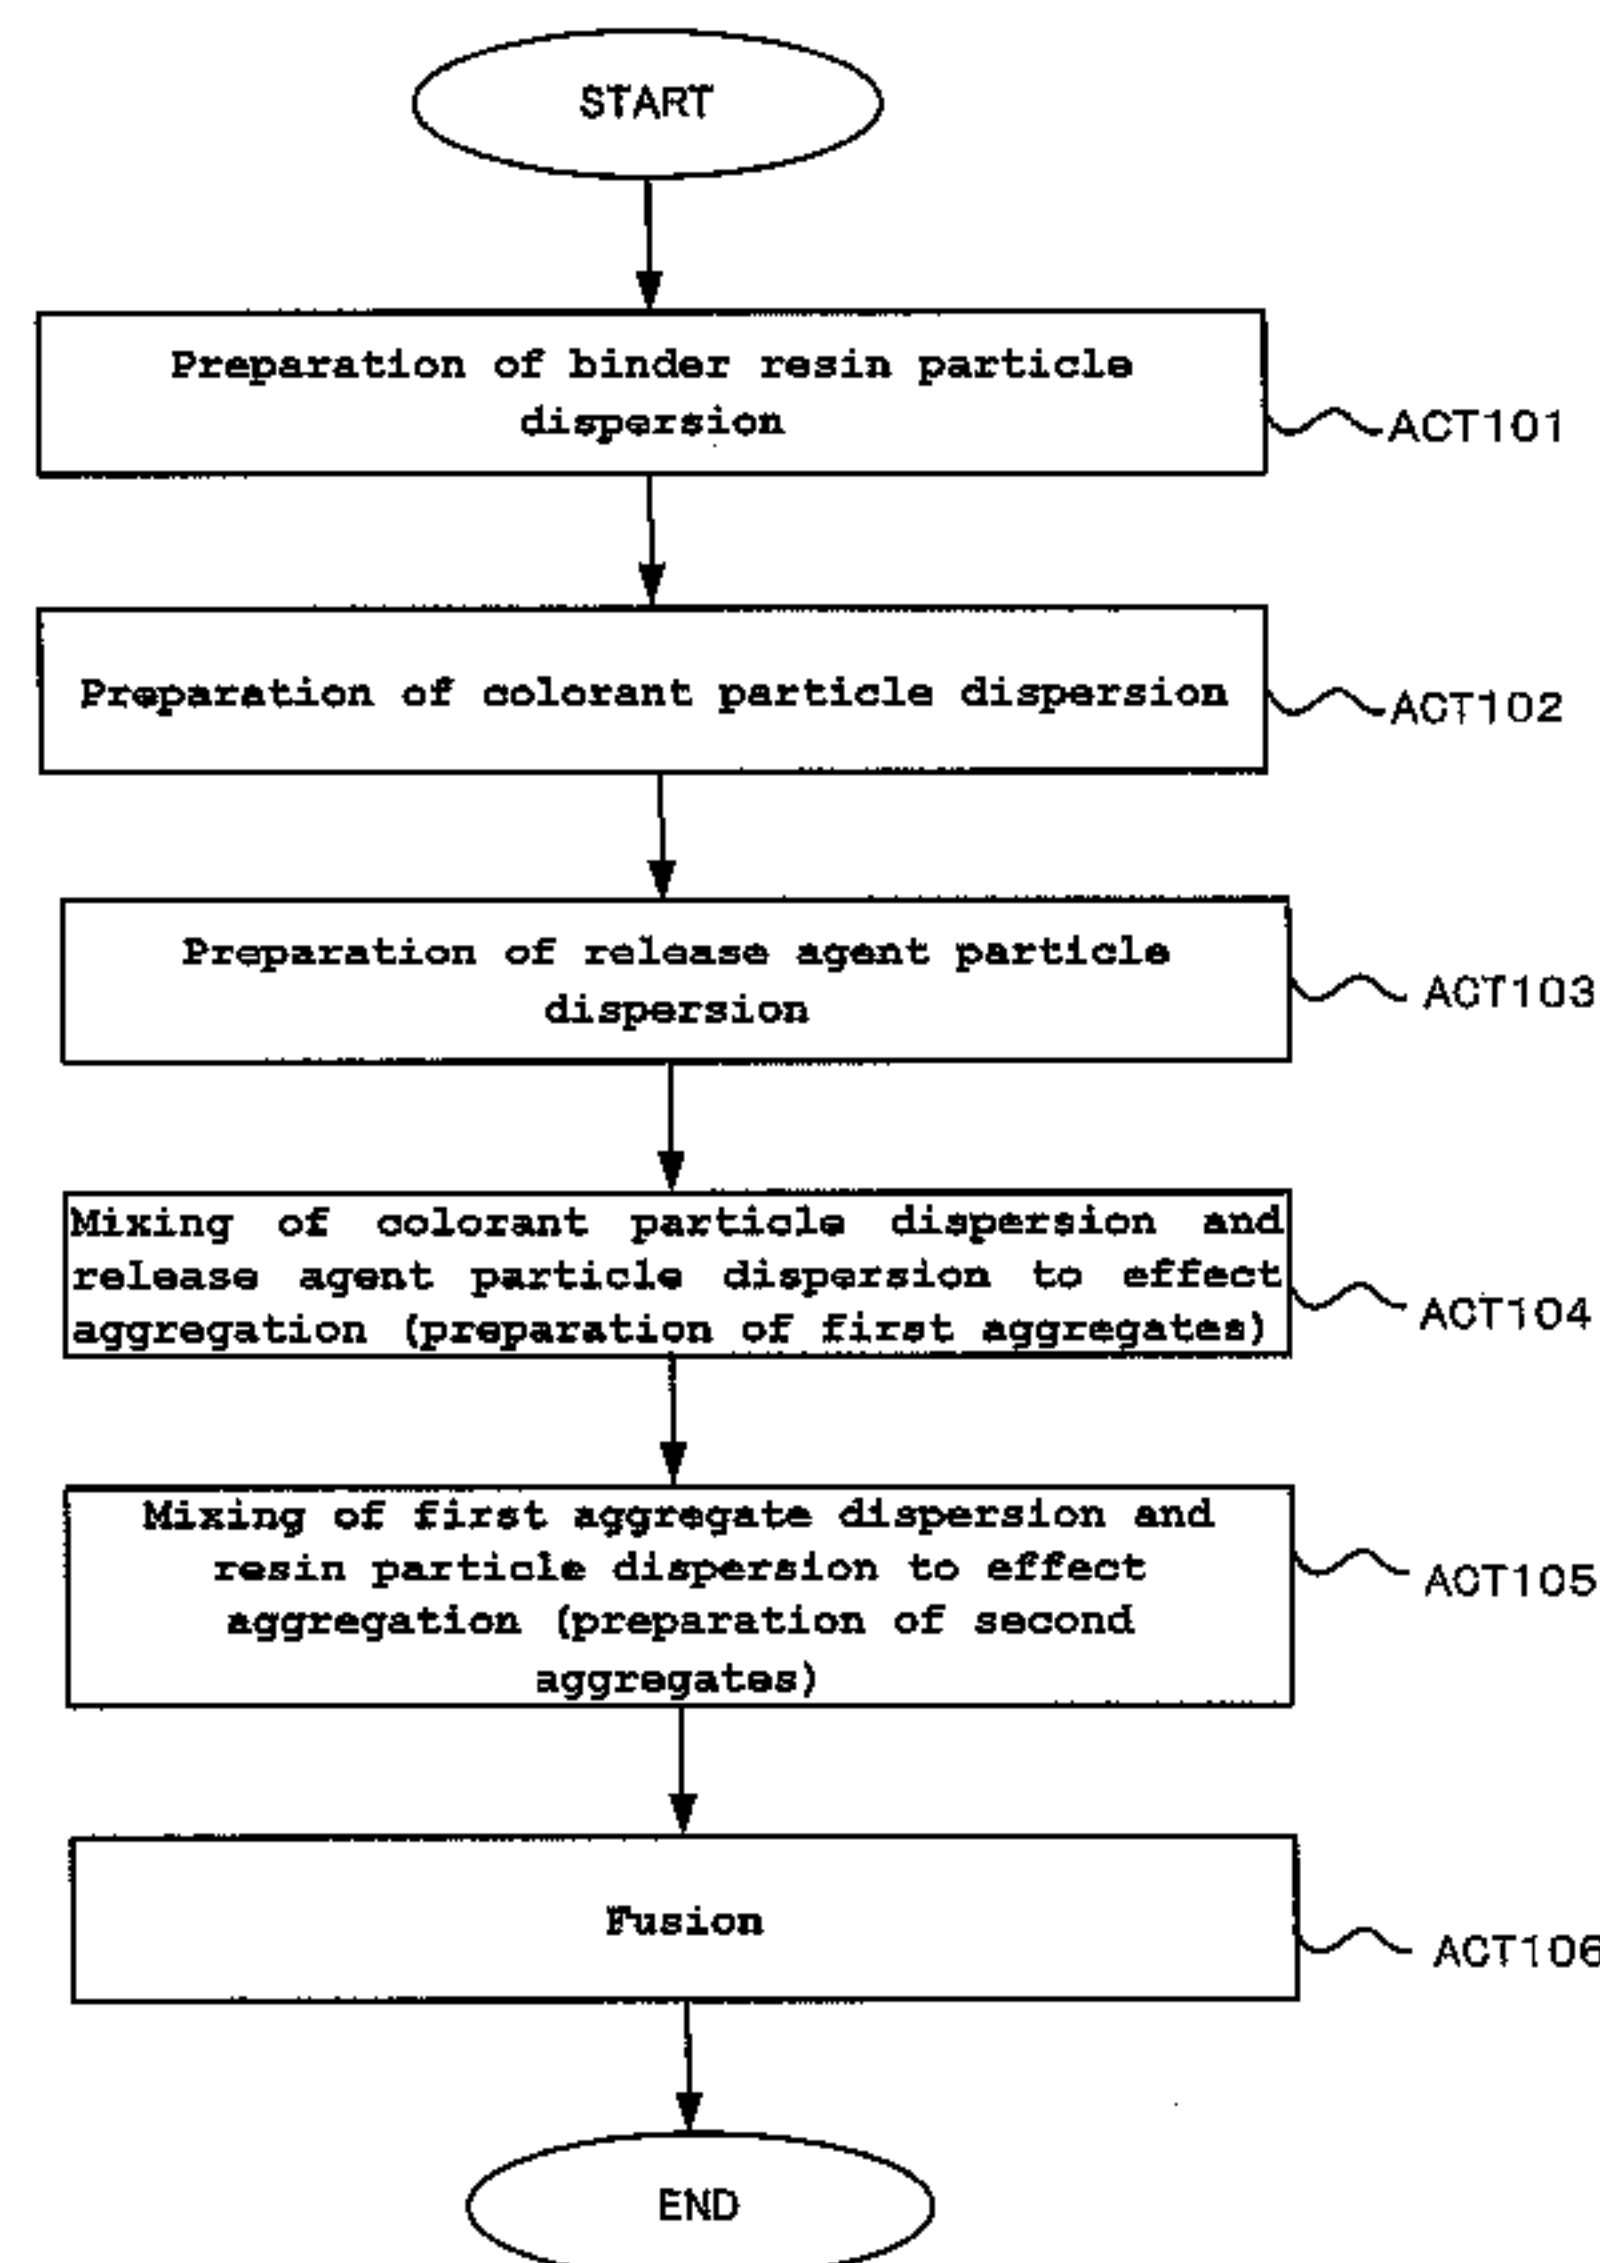 START
Preparation of binder resin particle
dispersion
ACT101
Preparation of colorant particle dispersion
ACT102
Preparation of release agent particle
dispersion
ACT103
Mixing of colorant particle dispersion and
release agent particle dispersion to effect
aggregation (preparation of first aggregates)
ACT104
Mixing of first aggregate dispersion and
resin particle dispersion to effect
aggregation (preparation of second
aggregates)
ACT105
Fusion
ACT106
END